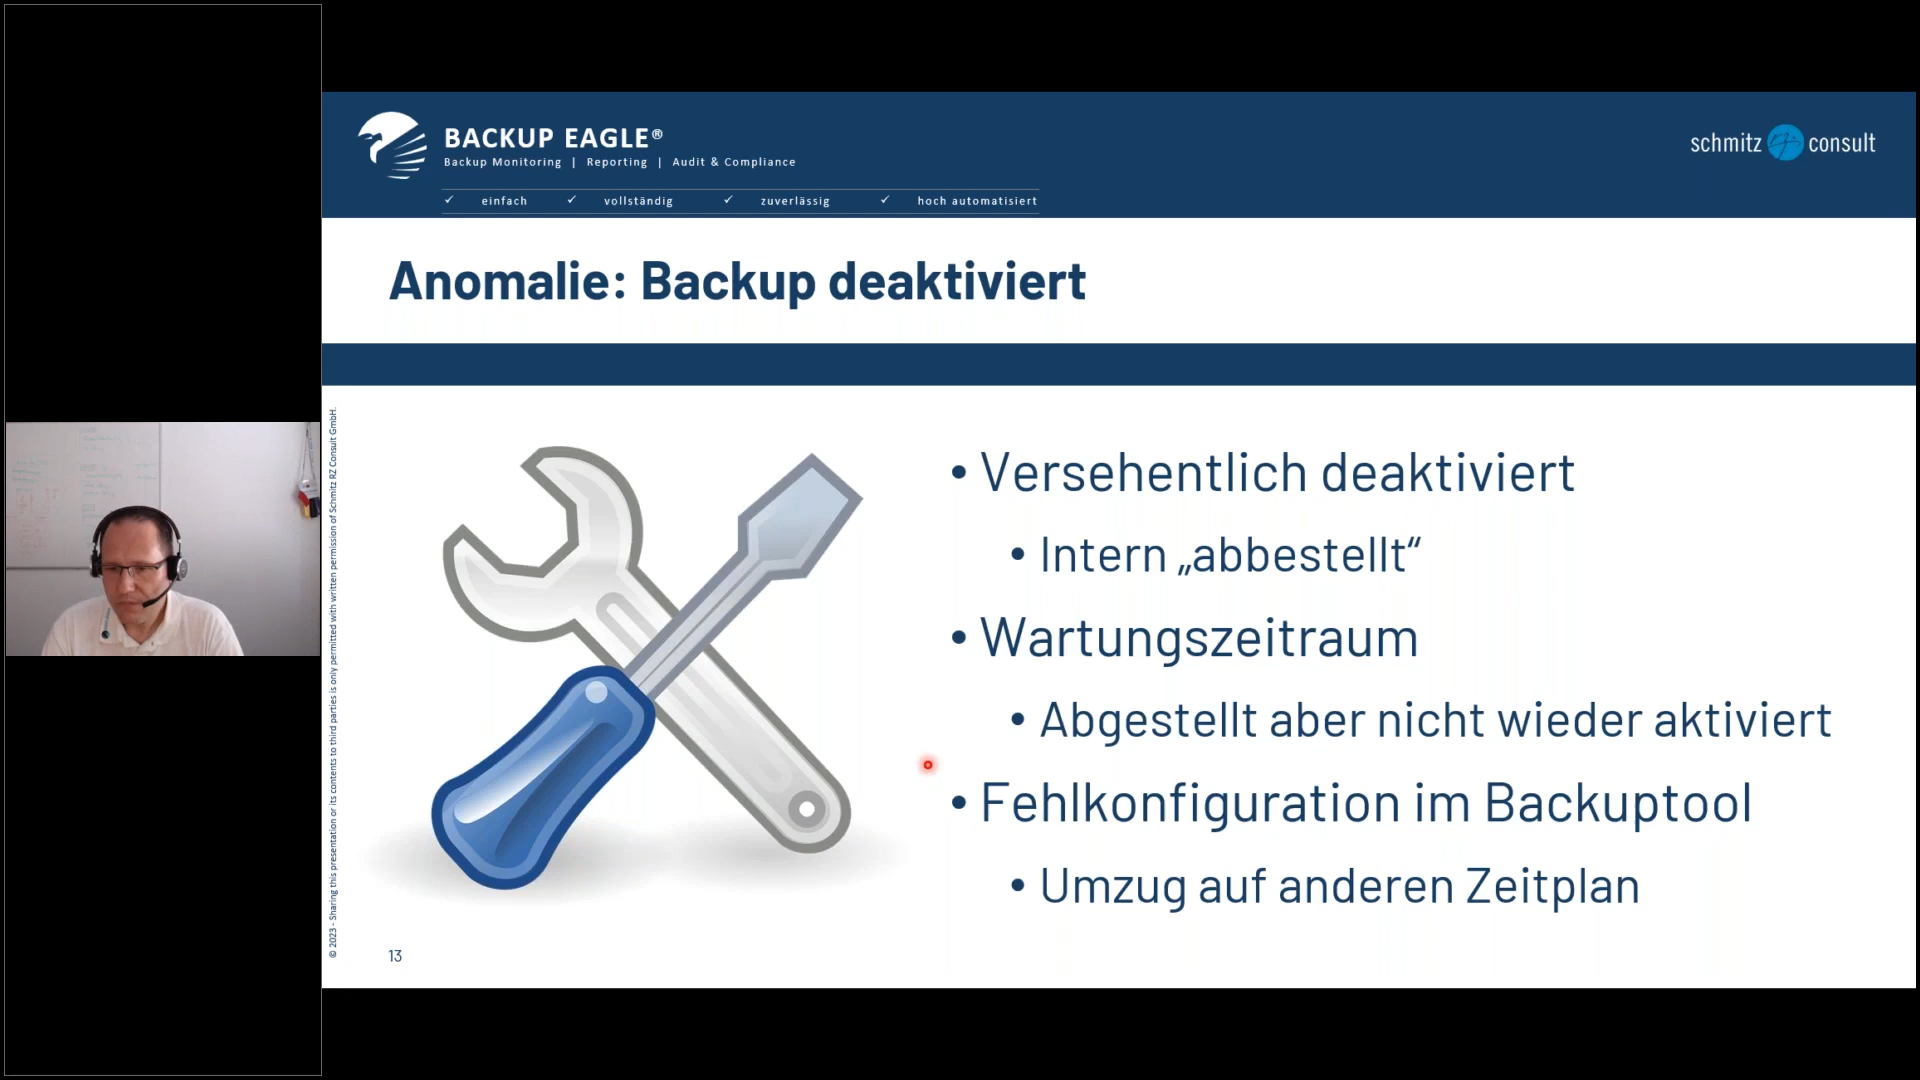 BACKUP EAGLE®
Backup Monitoring | Reporting | Audit & Compliance
✓ einfach ✓ vollständig ✓ zuverlässig ✓ hoch automatisiert
schmitz consult
Anomalie: Backup deaktiviert
© 2023 - Sharing this presentation or its contents to third parties is only permitted with written permission of Schmitz RZ Consult GmbH.
• Versehentlich deaktiviert
• Intern „abbestellt“
• Wartungszeitraum
• Abgestellt aber nicht wieder aktiviert
• Fehlkonfiguration im Backuptool
• Umzug auf anderen Zeitplan
13